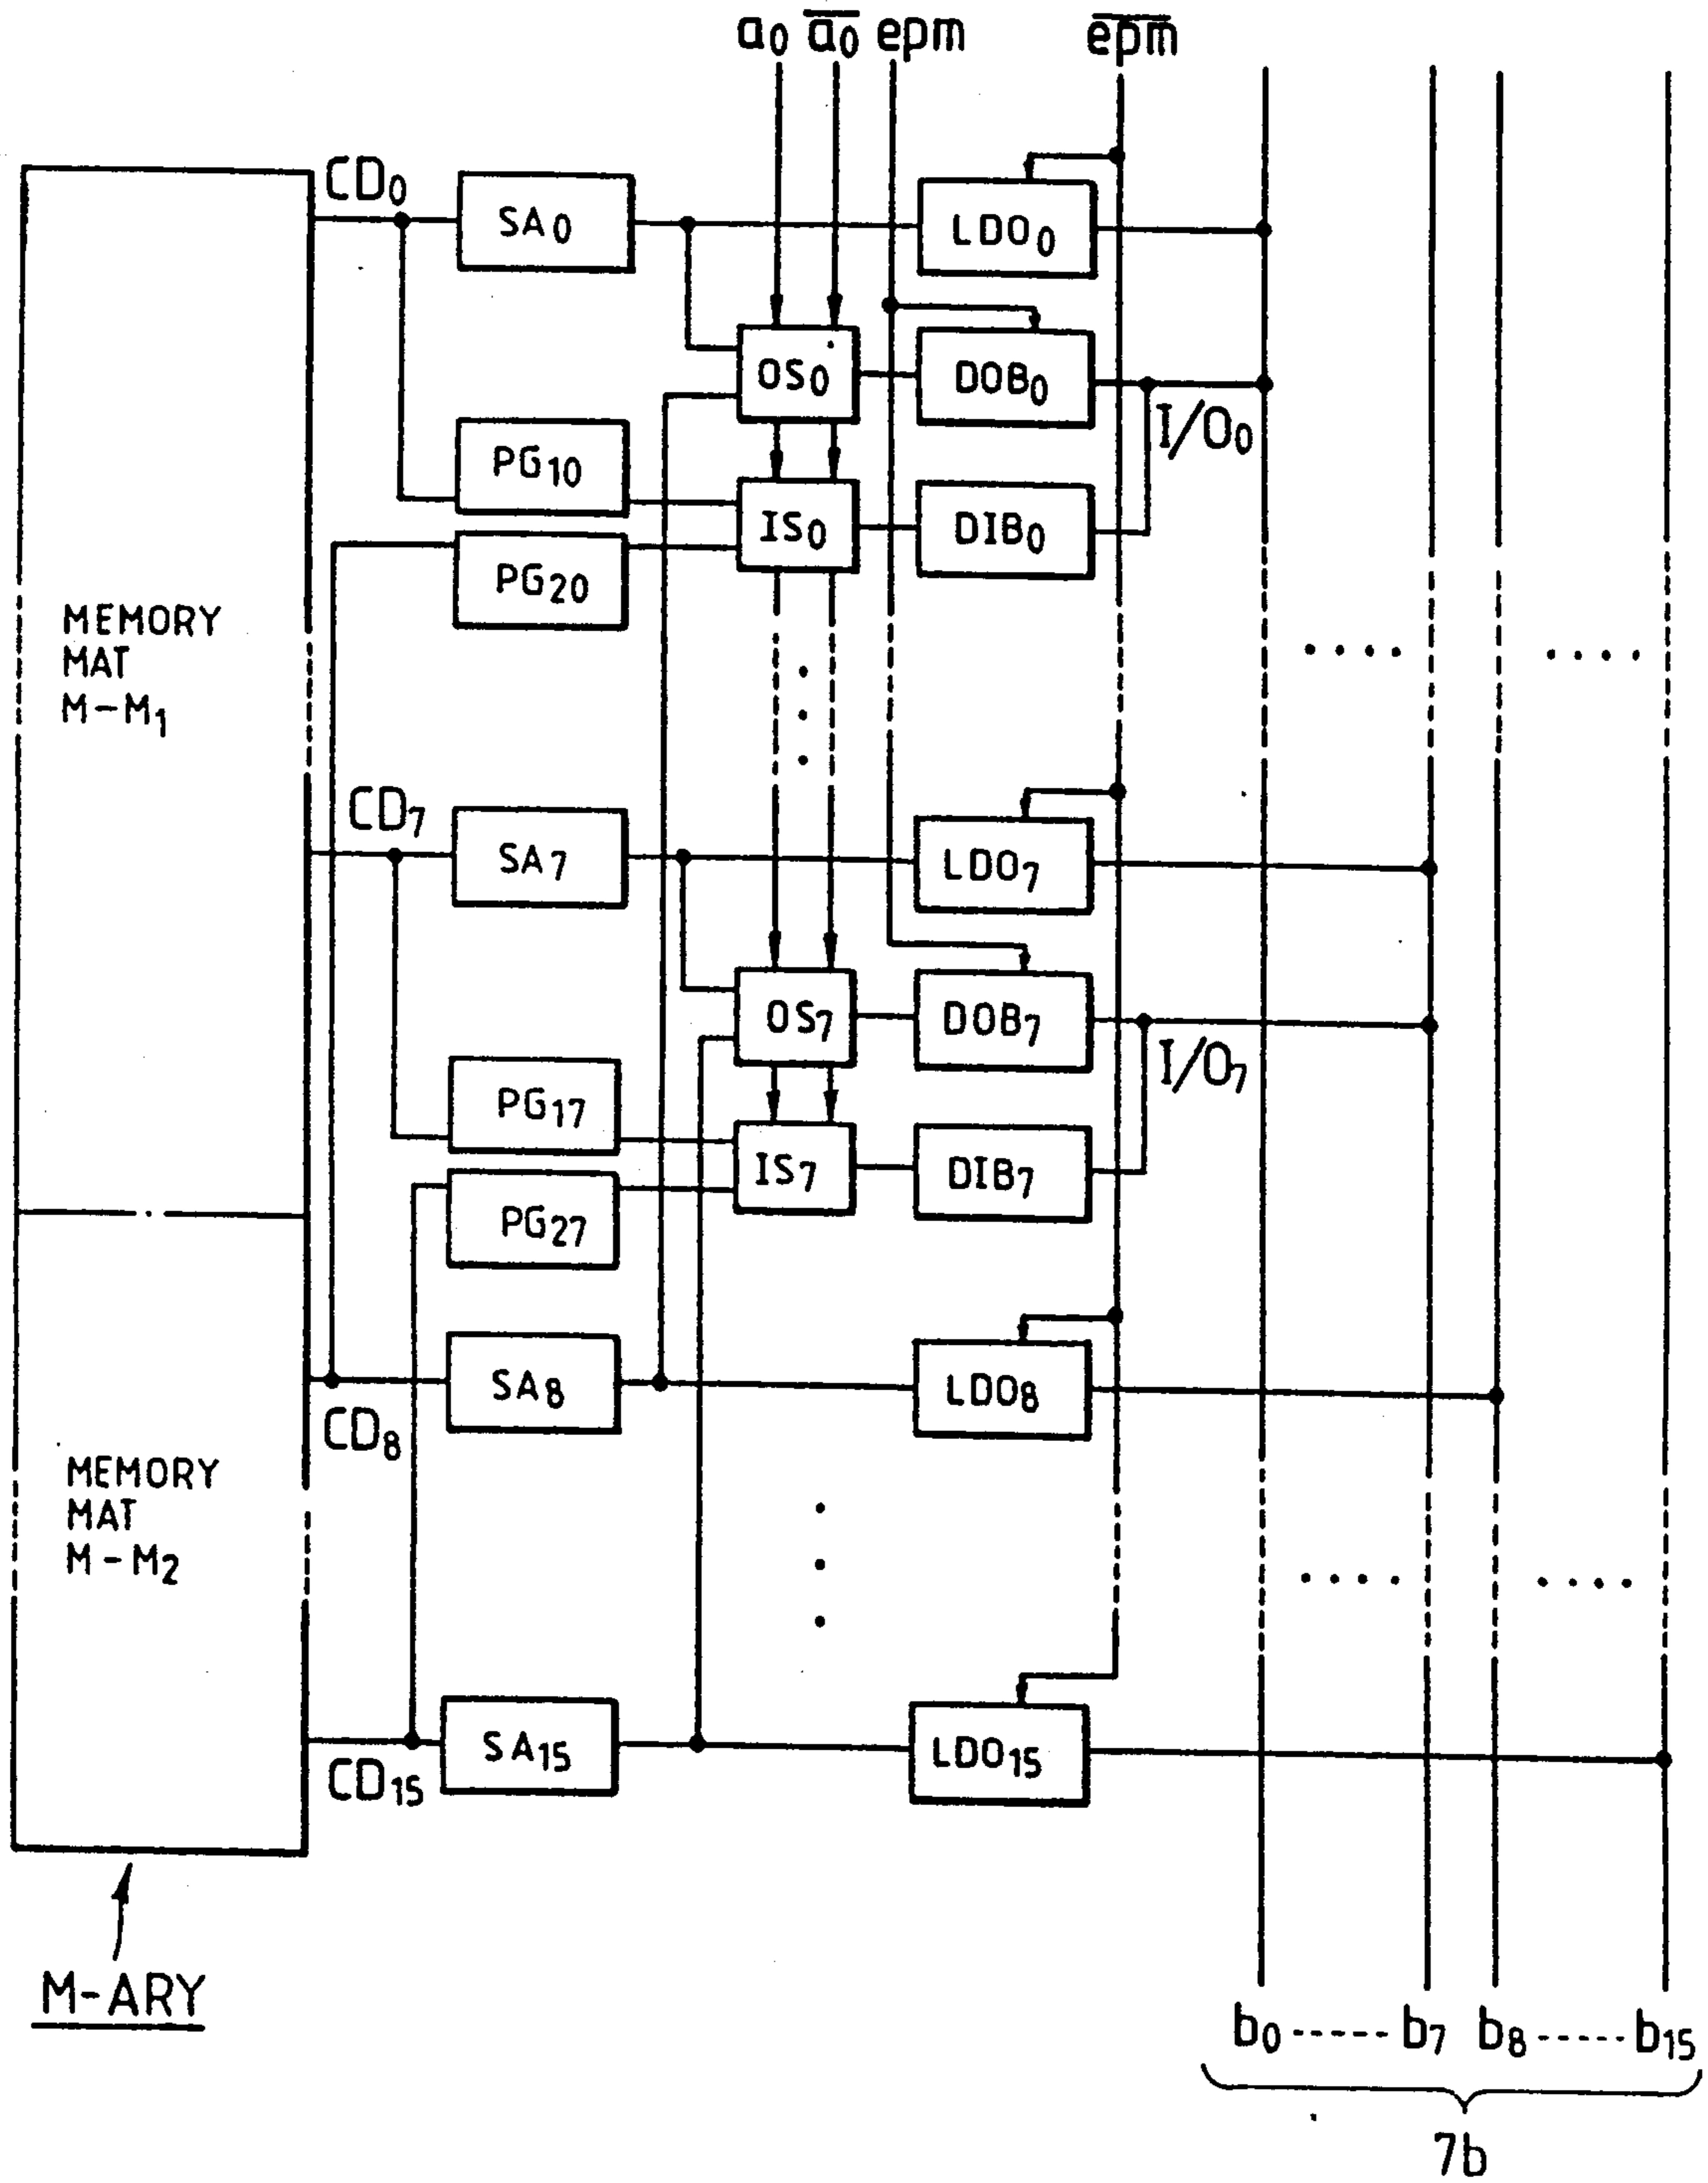 a₀ a̅₀ epm e̅p̅m̅
CD₀
SA₀
LDO₀
OS₀
DOB₀
I/O₀
PG₁₀
IS₀
DIB₀
PG₂₀
MEMORY
MAT
M-M₁
CD₇
SA₇
LDO₇
OS₇
DOB₇
I/O₇
PG₁₇
IS₇
DIB₇
PG₂₇
SA₈
LDO₈
CD₈
MEMORY
MAT
M-M₂
SA₁₅
LDO₁₅
CD₁₅
M-ARY
b₀ ------ b₇ b₈ ------ b₁₅
7b